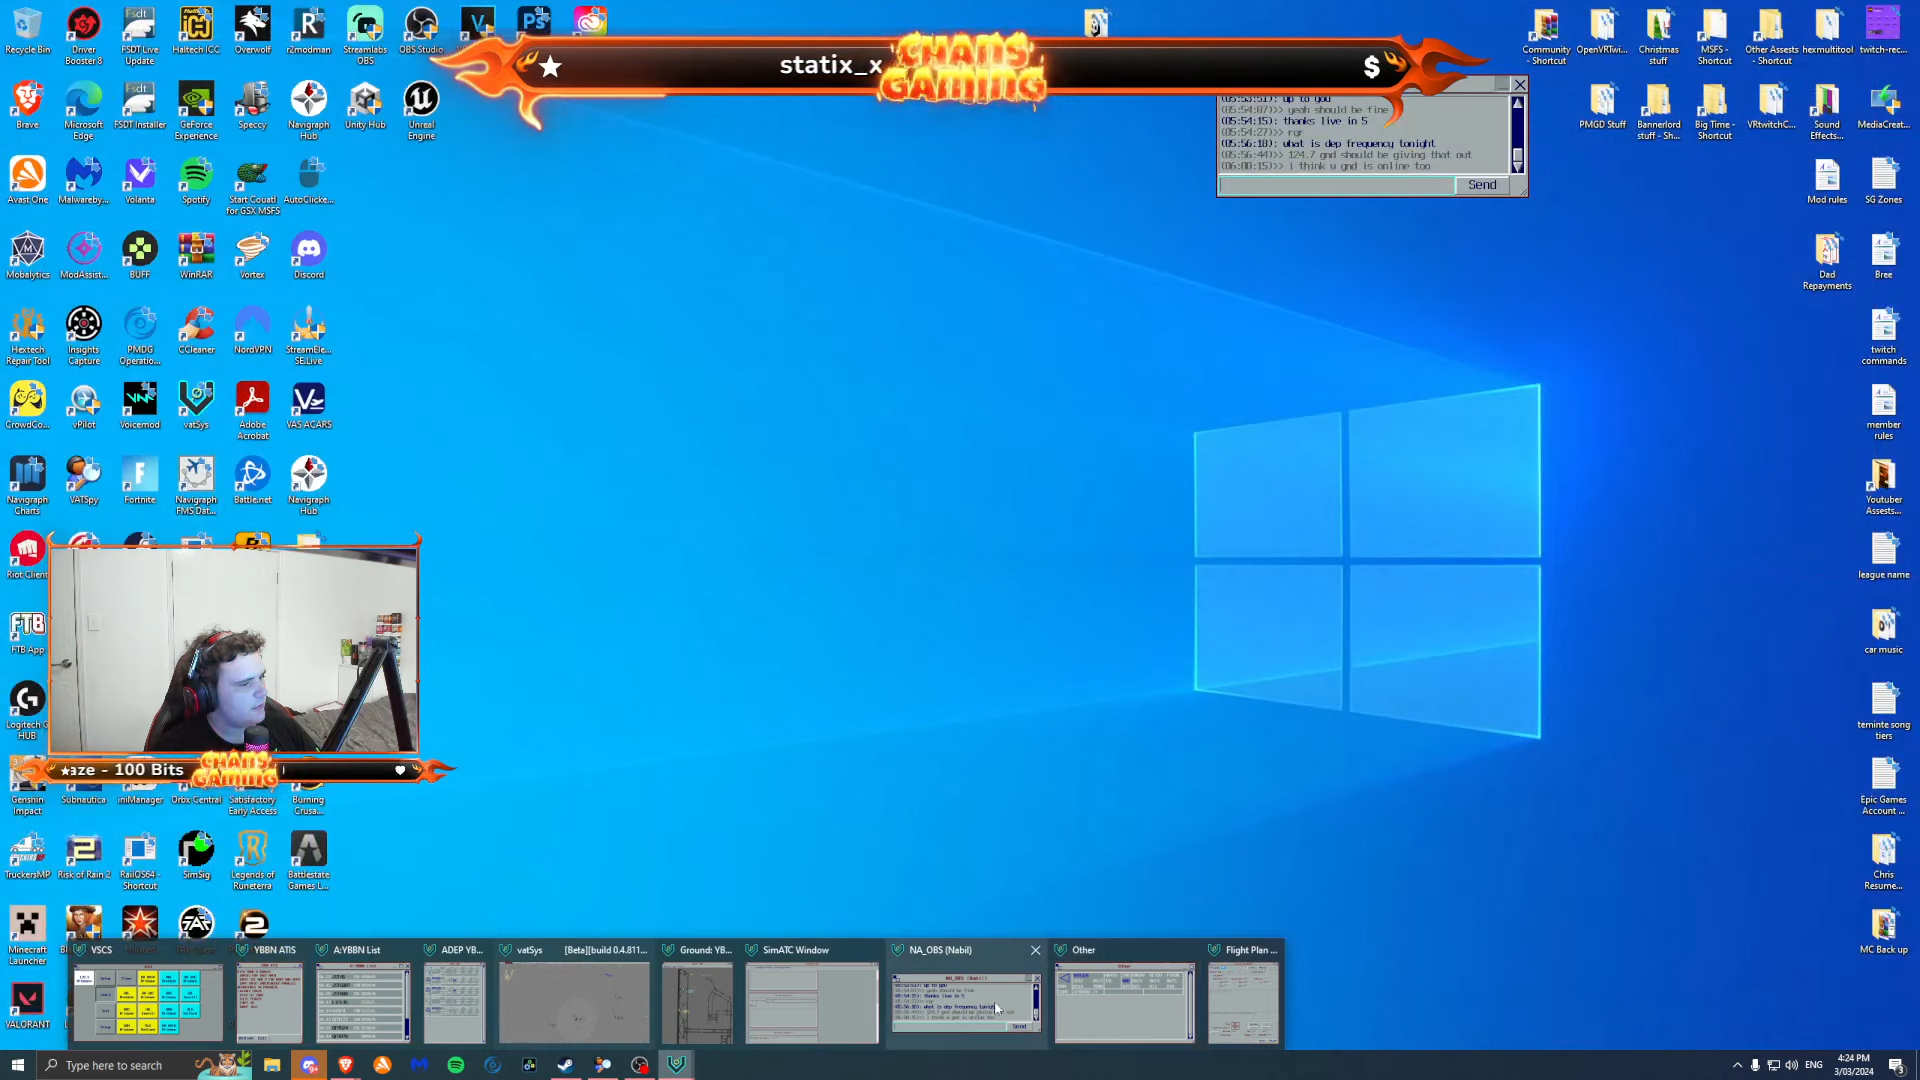 Recycle Bin
Driver Booster 8
FSDT Live Update
Haltech ICC
Overwolf
r2modman
Streamlabs OBS
OBS Studio
statix_x
CHAOS GAMING
$
Community - Shortcut
OpenVRTwi...
Christmas stuff
MSFS - Shortcut
Other Assests - Shortcut
hexmultitool
twitch-rec...
Brave
Microsoft Edge
FSDT Installer
GeForce Experience
Speccy
Navigraph Hub
Unity Hub
Unreal Engine
(05:53:51): up to you
(05:54:07)> yeah should be fine
(05:54:15): thanks live in 5
(05:54:27)> rgr
(05:56:18): what is dep frequency tonight
(05:56:44)> 124.7 gnd should be giving that out
(06:00:15)> i think w gnd is online too
Send
PMGD Stuff
Bannerlord stuff - Sh...
Big Time - Shortcut
VRtwitchC...
Sound Effects...
MediaCreat...
Avast One
Malwareby...
Volanta
Spotify
Start Couatl for GSX MSFS
AutoClicke...
Mod rules
SG Zones
Mobalytics
ModAssist...
BUFF
WinRAR
Vortex
Discord
Dad Repayments
Bree
Hextech Repair Tool
Insights Capture
PMDG Operatio...
CCleaner
NordVPN
StreamEle... SE.Live
twitch commands
CrowdCo...
vPilot
Voicemod
vatSys
Adobe Acrobat
VAS ACARS
member rules
Navigraph Charts
VATSpy
Fortnite
Navigraph FMS Dat...
Battle.net
Navigraph Hub
Youtuber Assests...
Riot Client
league name
FTB App
car music
Logitech G HUB
teminte song tiers
aze - 100 Bits
CHAOS GAMING
Genshin Impact
Subnautica
iniManager
Orbx Central
Satisfactory Early Access
Burning Crusa...
Epic Games Account ...
TruckersMP
Risk of Rain 2
RailOS64 - Shortcut
SimSig
Legends of Runeterra
Battlestate Games L...
Chris Resume...
Minecraft Launcher
MC Back up
VSCS
YBBN ATIS
A:YBBN List
ADEP YB...
vatSys
[Beta][build 0.4.811...
Ground: YB...
SimATC Window
NA_OBS (Nabil)
Other
Flight Plan ...
VALORANT
Type here to search
ENG
4:24 PM
3/03/2024